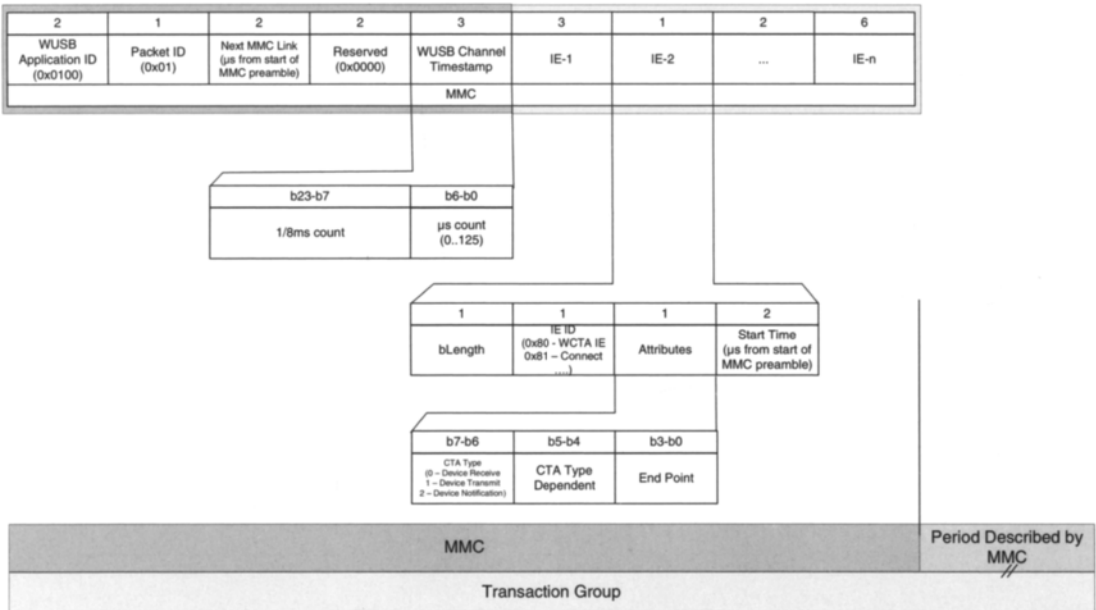 2 1 2 2 3 3 1 2 6
WUSB Application ID (0x0100)
Packet ID (0x01)
Next MMC Link (µs from start of MMC preamble)
Reserved (0x0000)
WUSB Channel Timestamp
IE-1
IE-2
...
IE-n
MMC
b23-b7 b6-b0
1/8ms count
µs count (0..125)
1 1 1 2
bLength
IE ID (0x80 - WCTA IE 0x81 – Connect ....)
Attributes
Start Time (µs from start of MMC preamble)
b7-b6 b5-b4 b3-b0
CTA Type (0 – Device Receive 1 – Device Transmit 2 – Device Notification)
CTA Type Dependent
End Point
MMC
Period Described by MMC
Transaction Group